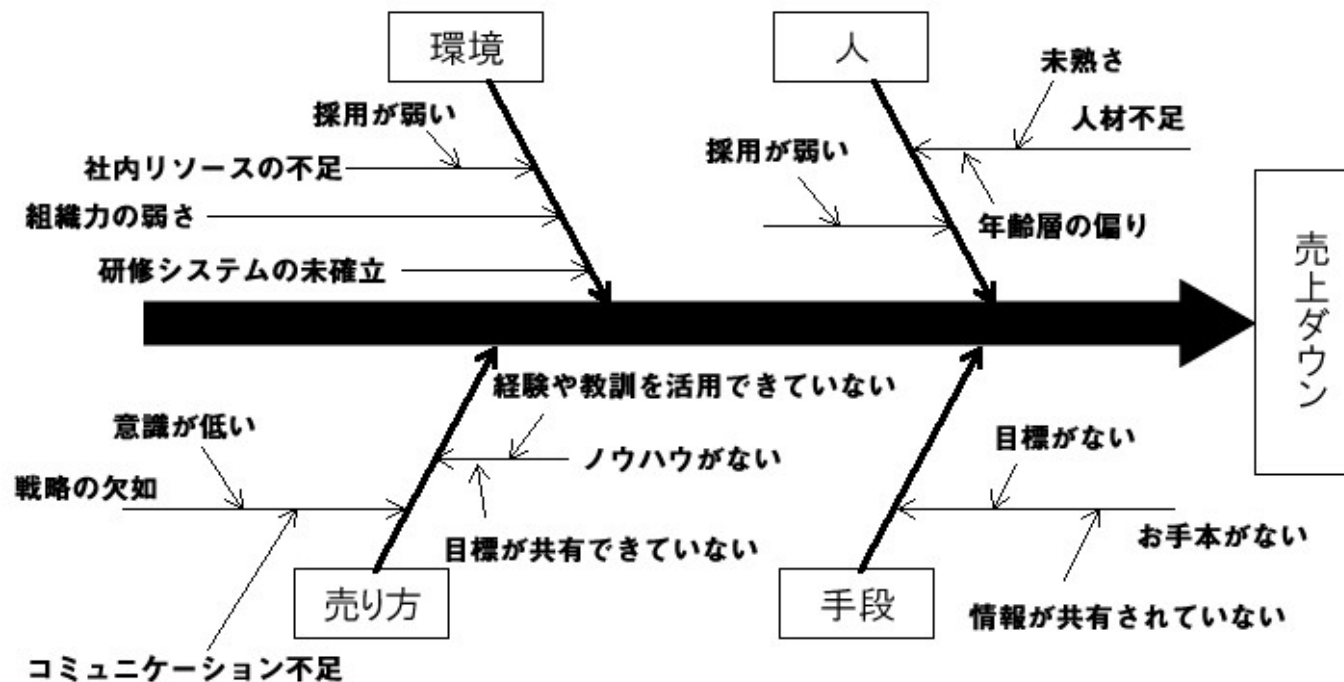 環境
人
未熟さ
採用が弱い
人材不足
採用が弱い
社内リソースの不足
組織力の弱さ
年齢層の偏り
研修システムの未確立
売上ダウン
経験や教訓を活用できていない
意識が低い
目標がない
ノウハウがない
戦略の欠如
お手本がない
目標が共有できていない
売り方
手段
情報が共有されていない
コミュニケーション不足